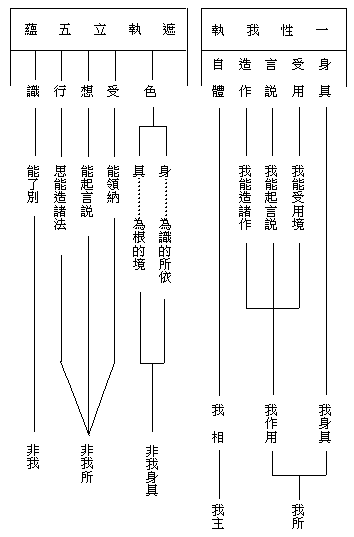 一性我執
身具
受用
言說
造作
自體
我能受用境
我能起言說
我能造諸作
我身具
我作用
我相
我所
我主
遮執立五蘊
色
受
想
行
識
身………為識的所依
具………為根的境
能領納
能起言說
思能造諸法
能了別
非我身具
非我所
非我